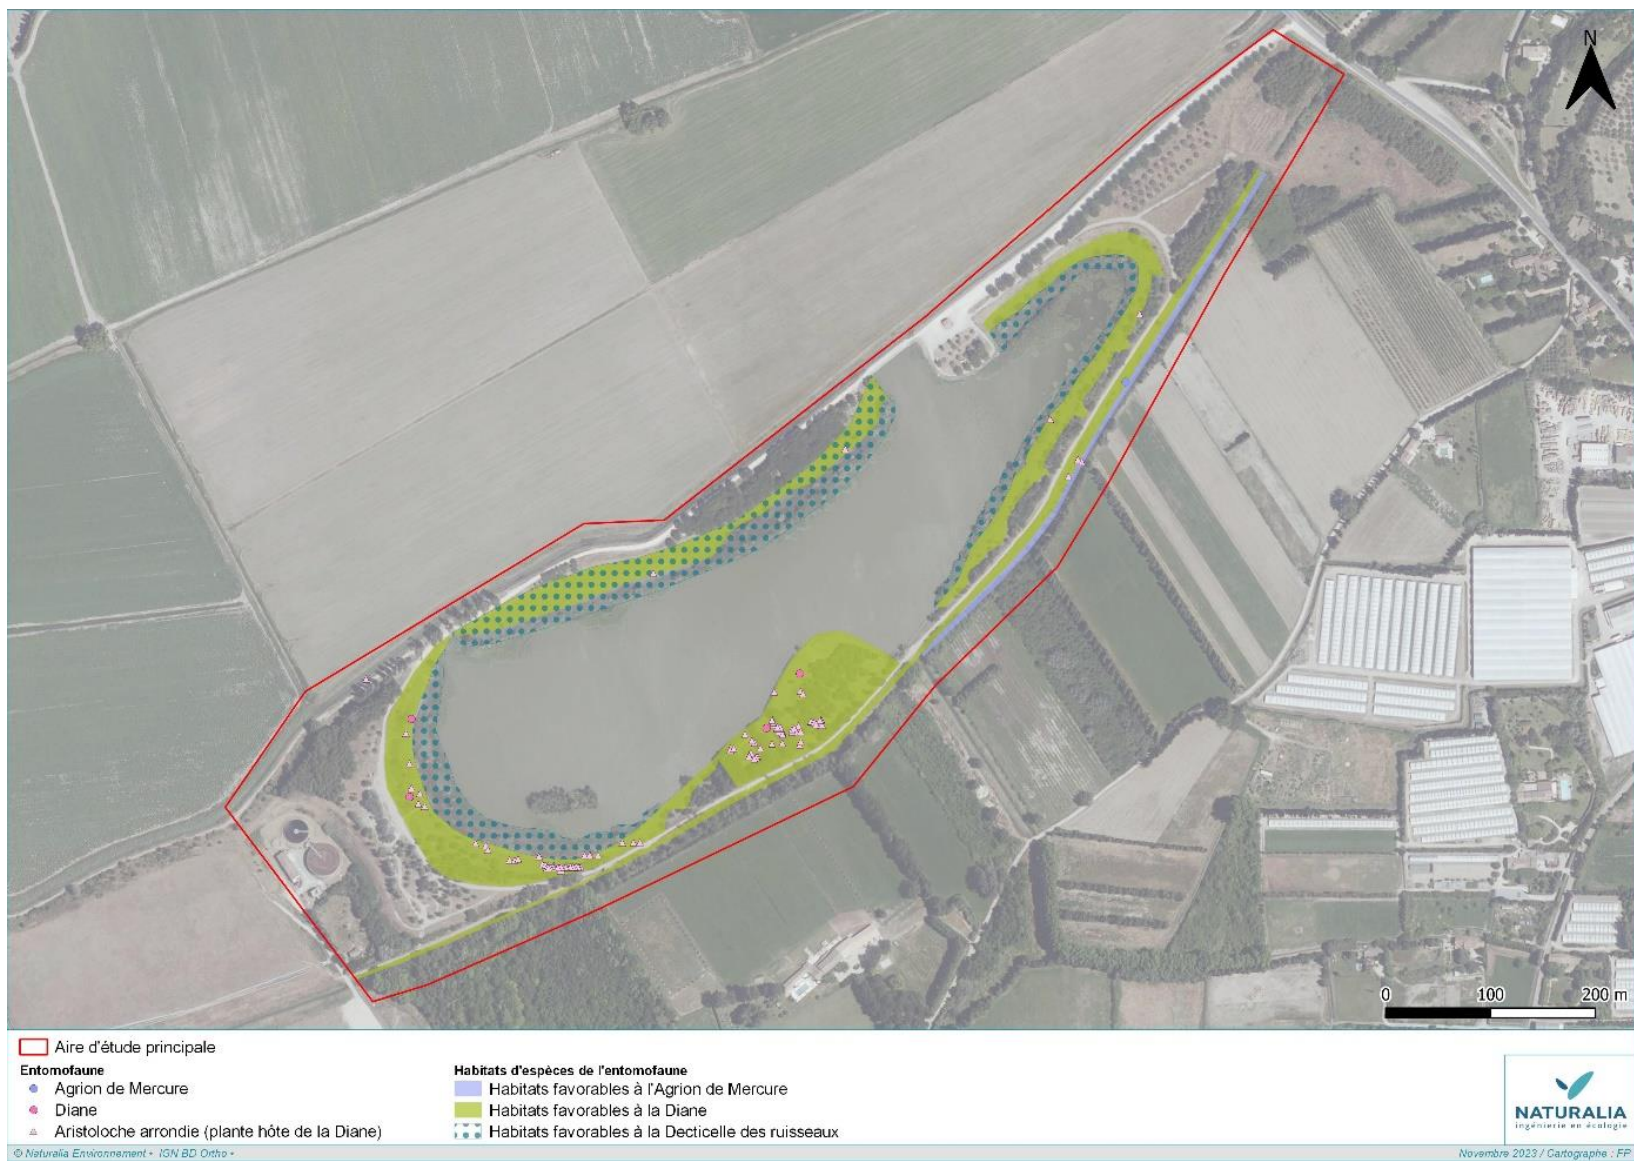 N
0 100 200 m
Aire d'étude principale
Entomofaune
Agrion de Mercure
Diane
Aristoloche arrondie (plante hôte de la Diane)
Habitats d'espèces de l'entomofaune
Habitats favorables à l'Agrion de Mercure
Habitats favorables à la Diane
Habitats favorables à la Decticelle des ruisseaux
NATURALIA
ingénierie en écologie
© Naturalia Environnement - IGN BD Ortho -
Novembre 2023 / Cartographe : FP